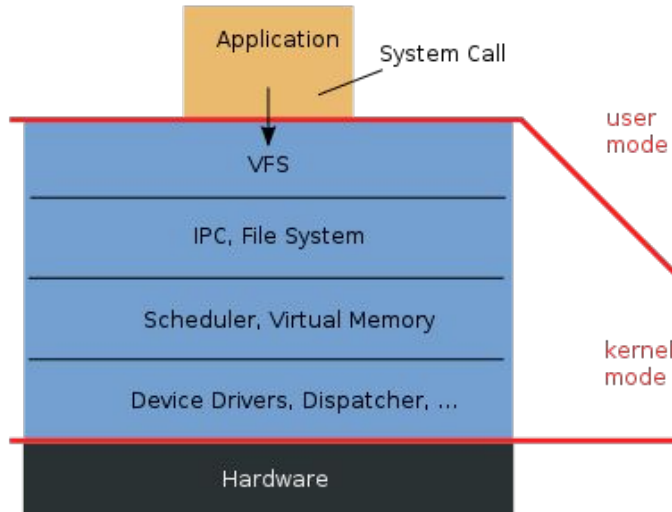 Application
System Call
user
mode
VFS
IPC, File System
Scheduler, Virtual Memory
kernel
mode
Device Drivers, Dispatcher, ...
Hardware